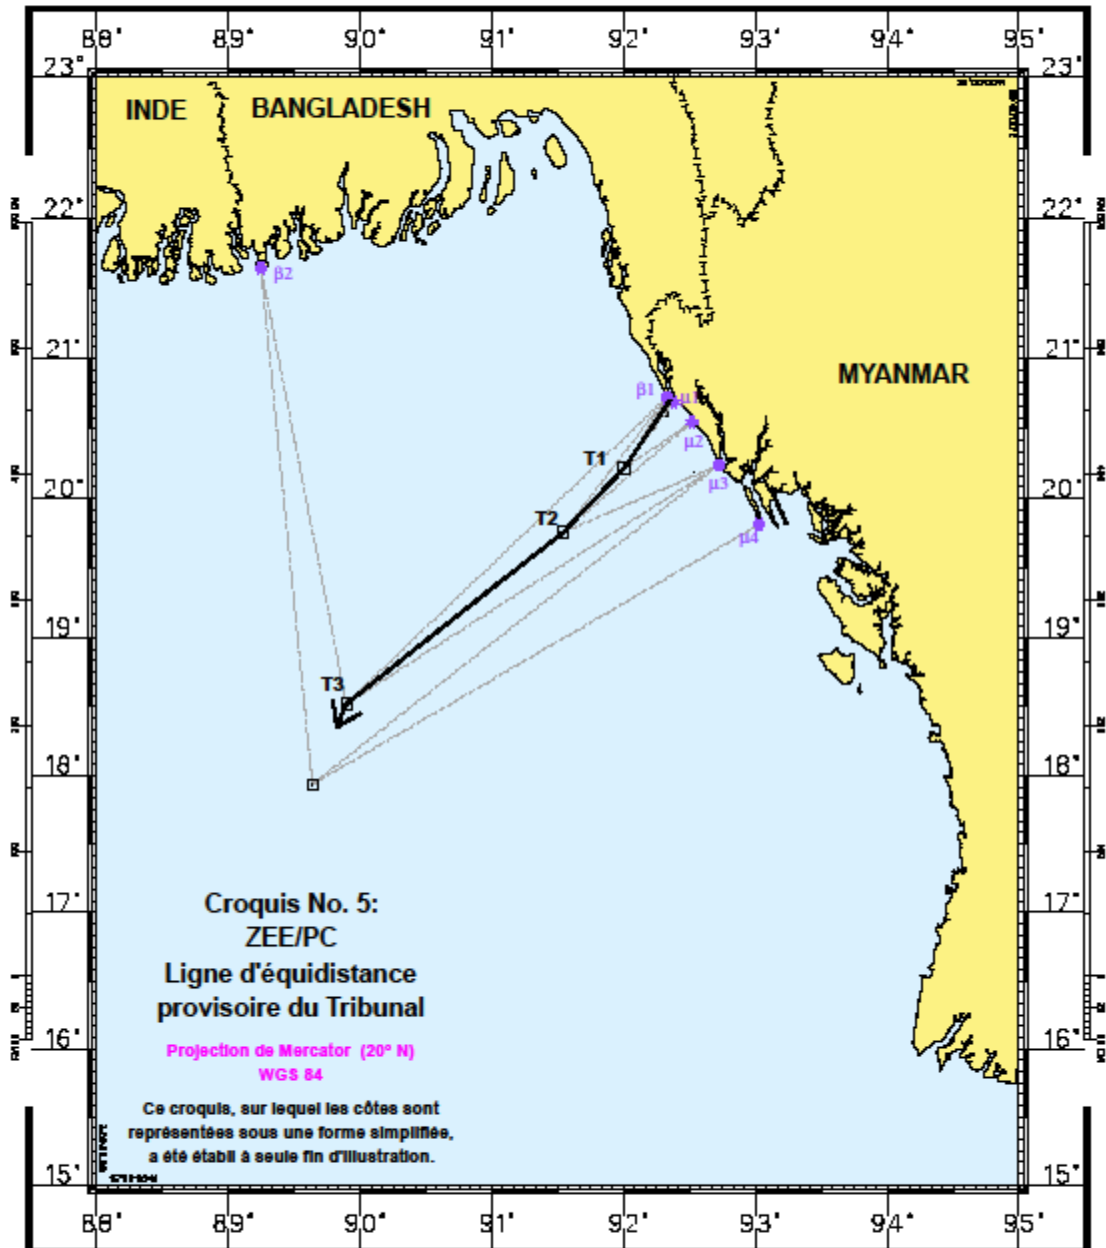 88° 89° 90° 91° 92° 93° 94° 95°
23° 23°
INDE BANGLADESH
22° 22°
β2
21° 21°
MYANMAR
β1 μ1
μ2
T1
μ3
20° 20°
T2
μ4
19° 19°
T3
18° 18°
17° 17°
Croquis No. 5:
ZEE/PC
Ligne d'équidistance
provisoire du Tribunal
16° 16°
Projection de Mercator (20° N)
WGS 84
Ce croquis, sur lequel les côtes sont
représentées sous une forme simplifiée,
a été établi à seule fin d'illustration.
15° 15°
88° 89° 90° 91° 92° 93° 94° 95°